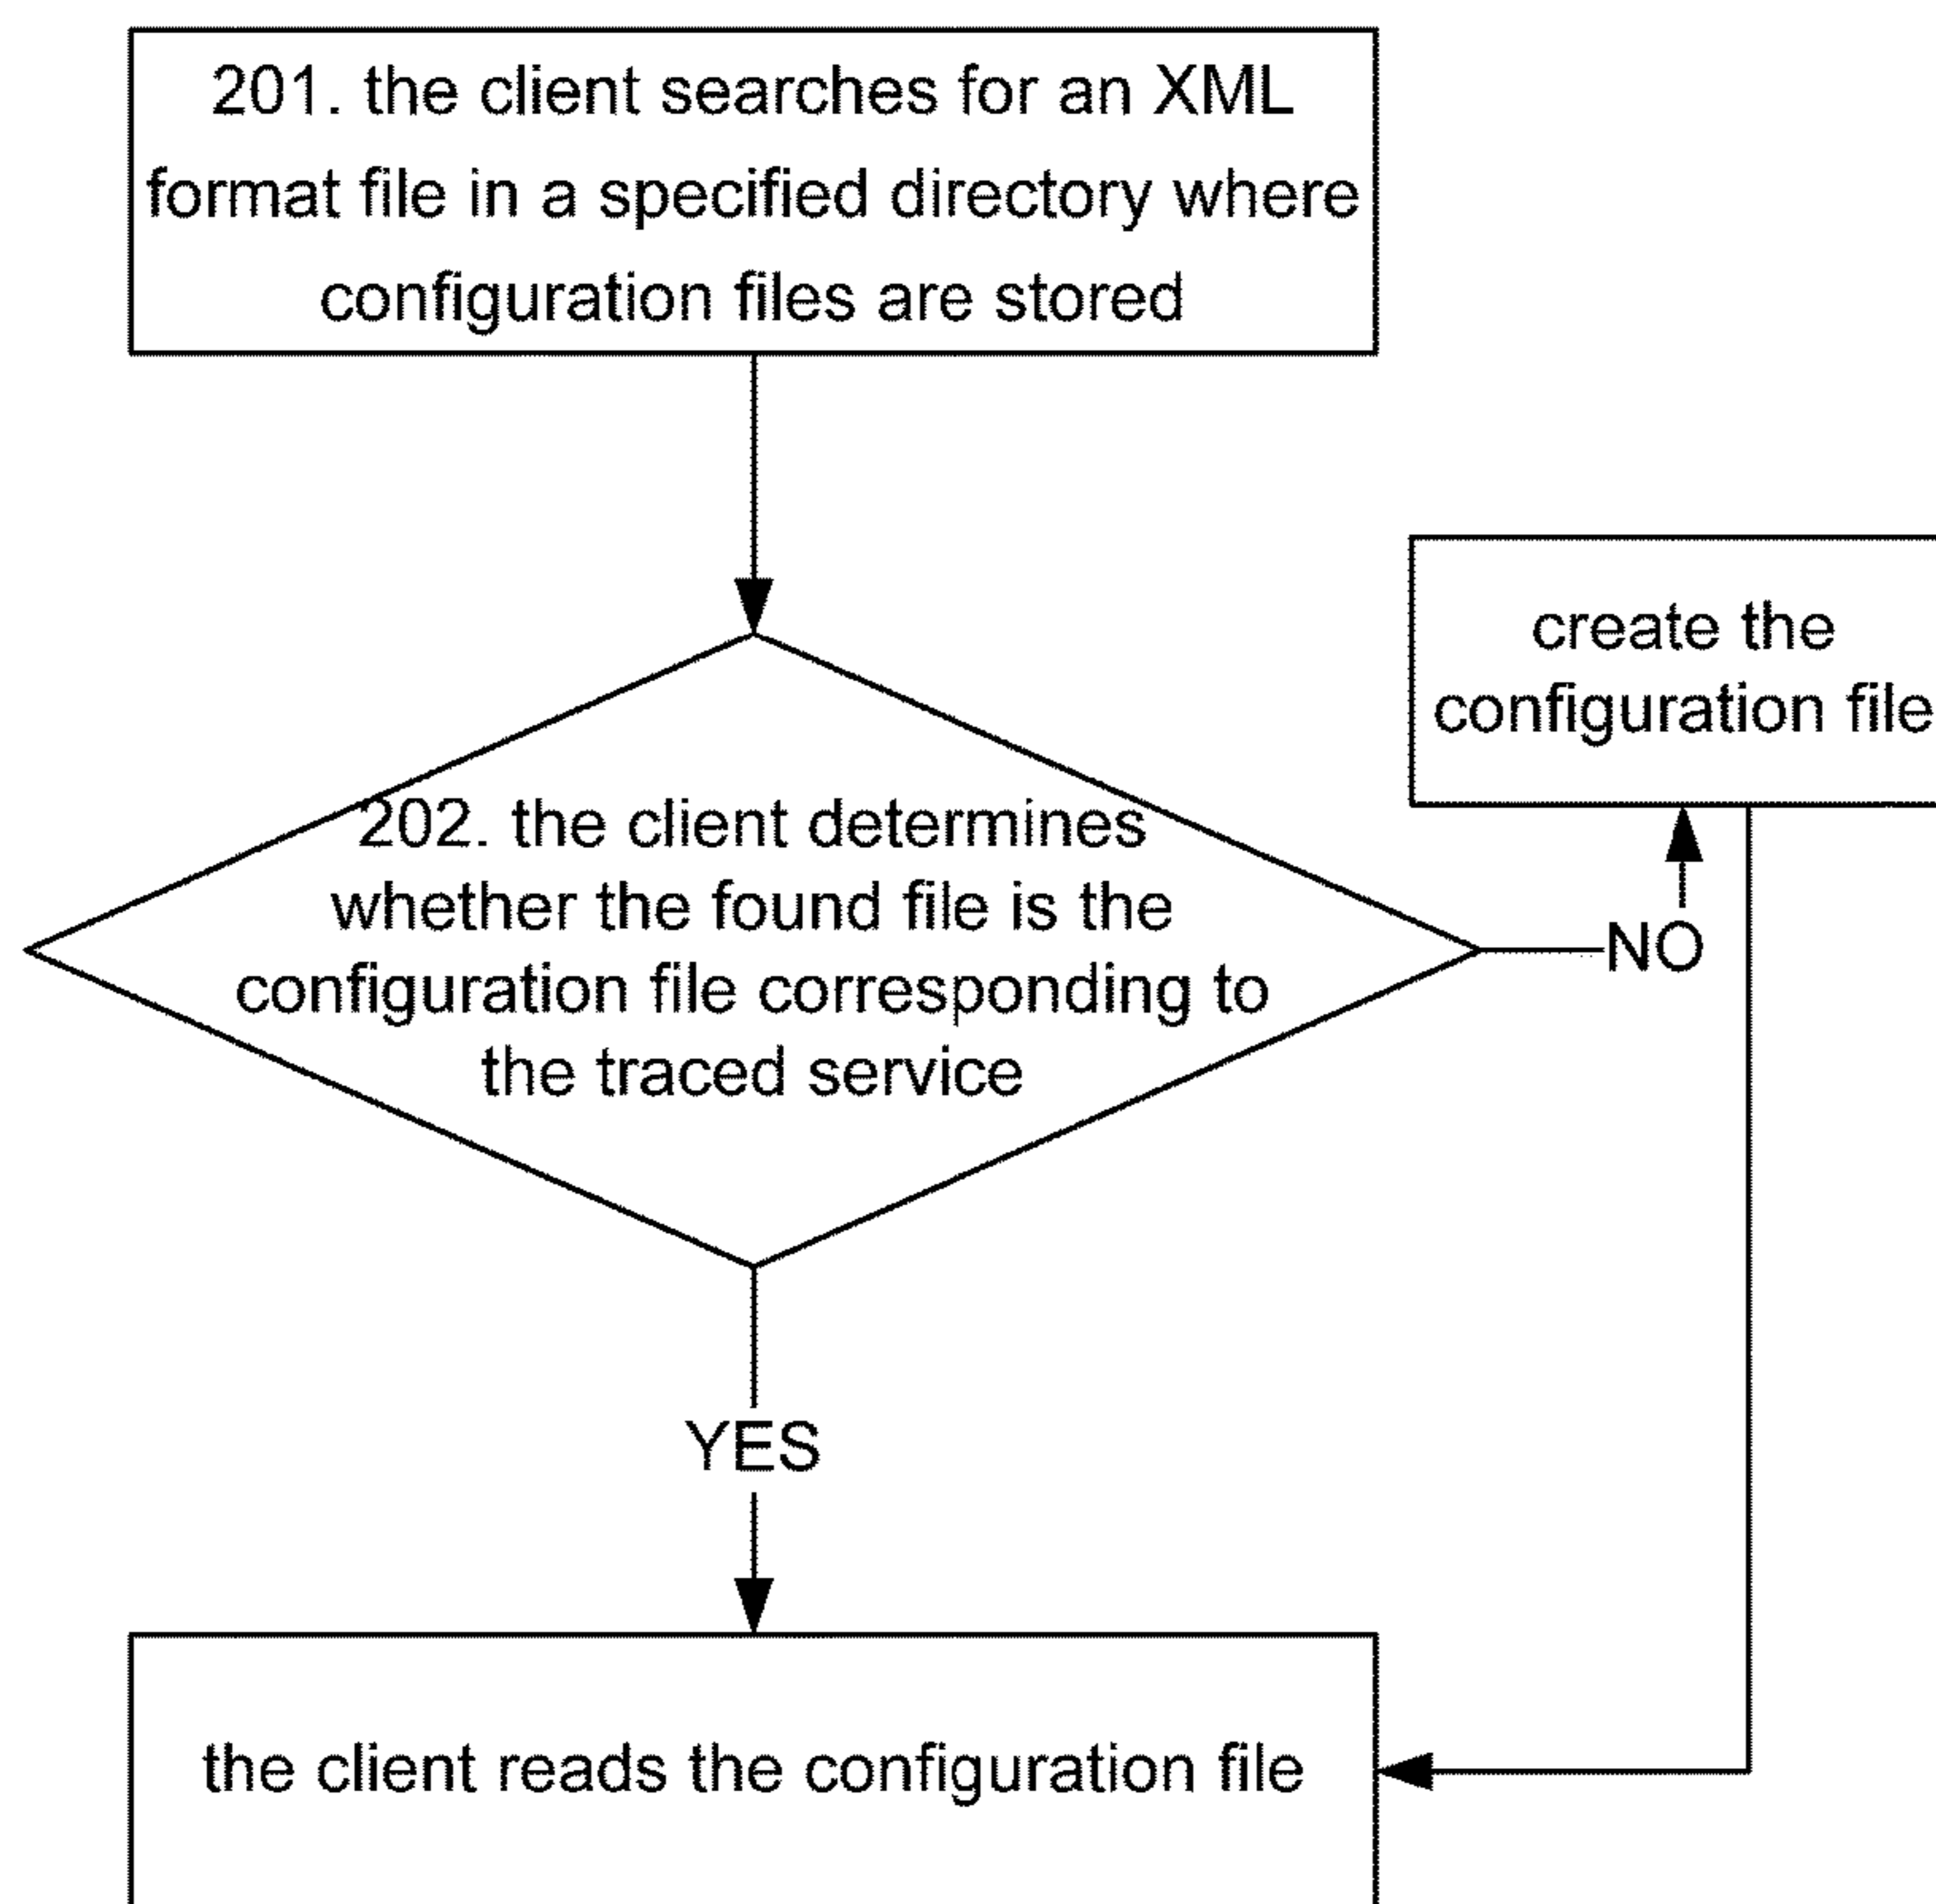 201. the client searches for an XML
format file in a specified directory where
configuration files are stored
create the
configuration file
202. the client determines
whether the found file is the
configuration file corresponding to
the traced service
NO
YES
the client reads the configuration file